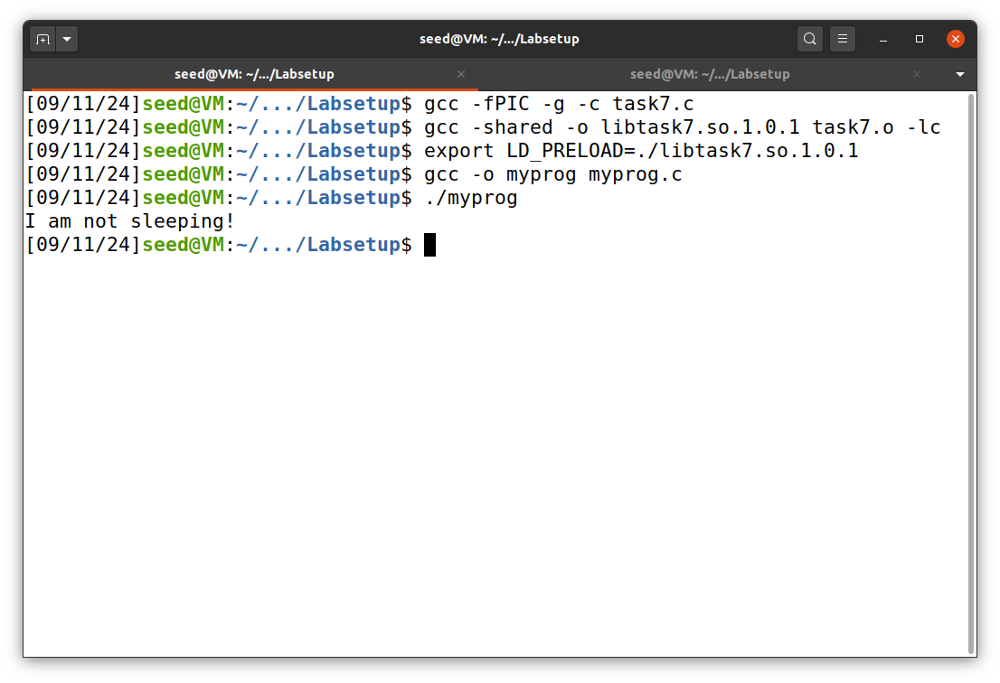 seed@VM: ~/.../Labsetup
seed@VM: ~/.../Labsetup
seed@VM: ~/.../Labsetup
[09/11/24]seed@VM:~/.../Labsetup$ gcc -fPIC -g -c task7.c
[09/11/24]seed@VM:~/.../Labsetup$ gcc -shared -o libtask7.so.1.0.1 task7.o -lc
[09/11/24]seed@VM:~/.../Labsetup$ export LD_PRELOAD=./libtask7.so.1.0.1
[09/11/24]seed@VM:~/.../Labsetup$ gcc -o myprog myprog.c
[09/11/24]seed@VM:~/.../Labsetup$ ./myprog
I am not sleeping!
[09/11/24]seed@VM:~/.../Labsetup$